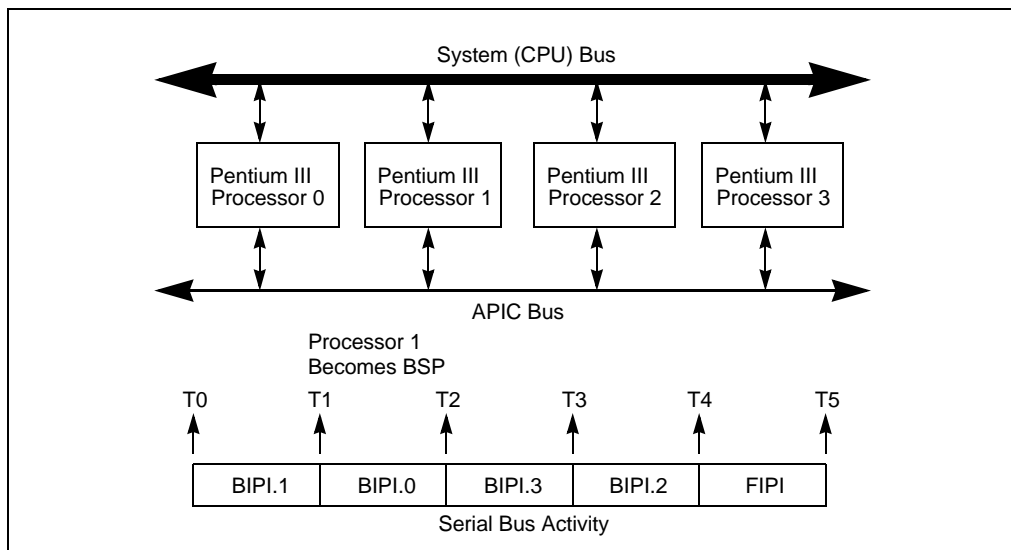 System (CPU) Bus
Pentium III
Processor 0
Pentium III
Processor 1
Pentium III
Processor 2
Pentium III
Processor 3
APIC Bus
Processor 1
Becomes BSP
T0 T1 T2 T3 T4 T5
BIPI.1 BIPI.0 BIPI.3 BIPI.2 FIPI
Serial Bus Activity